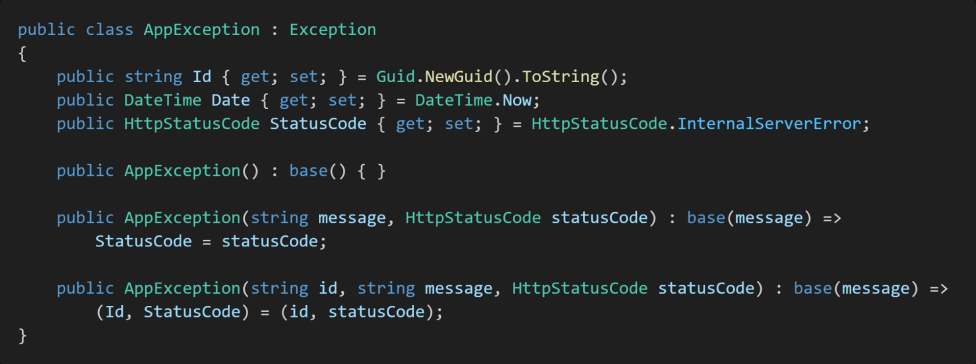 public class AppException : Exception
{
    public string Id { get; set; } = Guid.NewGuid().ToString();
    public DateTime Date { get; set; } = DateTime.Now;
    public HttpStatusCode StatusCode { get; set; } = HttpStatusCode.InternalServerError;

    public AppException() : base() { }

    public AppException(string message, HttpStatusCode statusCode) : base(message) =>
        StatusCode = statusCode;

    public AppException(string id, string message, HttpStatusCode statusCode) : base(message) =>
        (Id, StatusCode) = (id, statusCode);
}